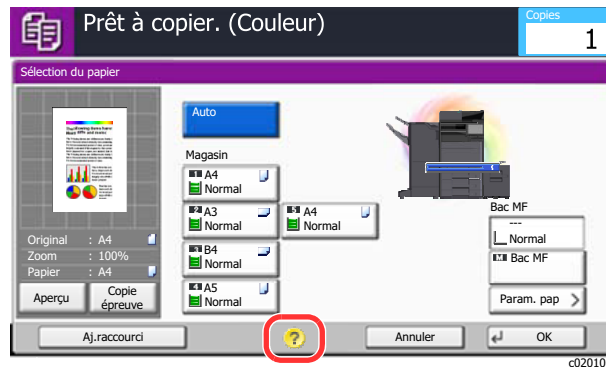 Prêt à copier. (Couleur)
Copies
1
Sélection du papier
Auto
Magasin
1 A4
Normal
2 A3
Normal
5 A4
Normal
3 B4
Normal
4 A5
Normal
Original : A4
Zoom : 100%
Papier : A4
Aperçu
Copie
épreuve
Bac MF
---
Normal
M Bac MF
Param. pap
Aj.raccourci
?
Annuler
OK
c02010